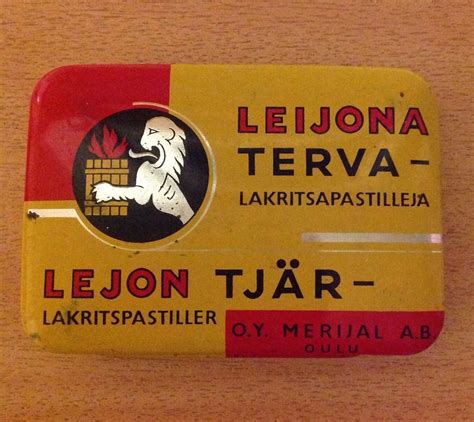 LEIJONA
TERVA-
LAKRITSAPASTILLEJA
LEJON TJÄR-
LAKRITSPASTILLER
O.Y. MERIJAL A.B
OULU